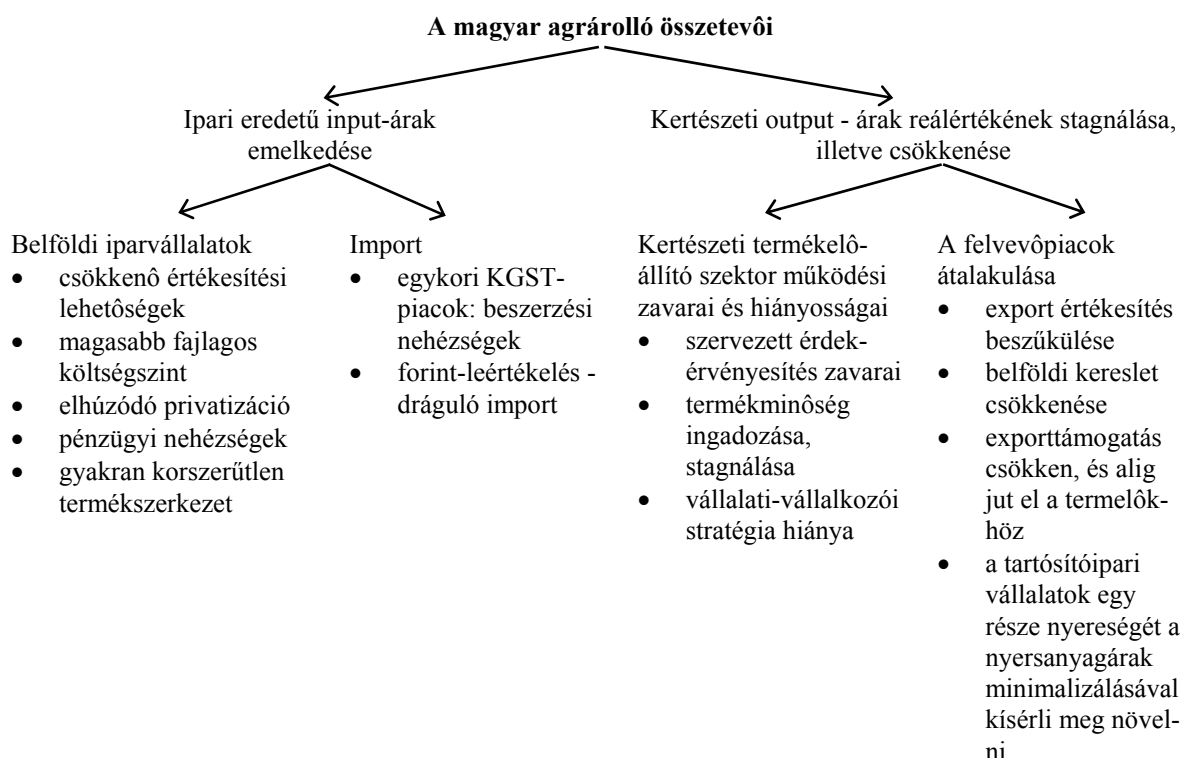 A magyar agrárolló összetevôi
Ipari eredetű input-árak
emelkedése
Kertészeti output - árak reálértékének stagnálása,
illetve csökkenése
Belföldi iparvállalatok
• csökkenô értékesítési
lehetôségek
• magasabb fajlagos
költségszint
• elhúzódó privatizáció
• pénzügyi nehézségek
• gyakran korszerűtlen
termékszerkezet
Import
• egykori KGST-
piacok: beszerzési
nehézségek
• forint-leértékelés -
dráguló import
Kertészeti termékelô-
állító szektor működési
zavarai és hiányosságai
• szervezett érdek-
érvényesítés zavarai
• termékminôség
ingadozása,
stagnálása
• vállalati-vállalkozói
stratégia hiánya
A felvevôpiacok
átalakulása
• export értékesítés
beszűkülése
• belföldi kereslet
csökkenése
• exporttámogatás
csökken, és alig
jut el a termelôk-
höz
• a tartósítóipari
vállalatok egy
része nyereségét a
nyersanyagárak
minimalizálásával
kísérli meg növel-
ni